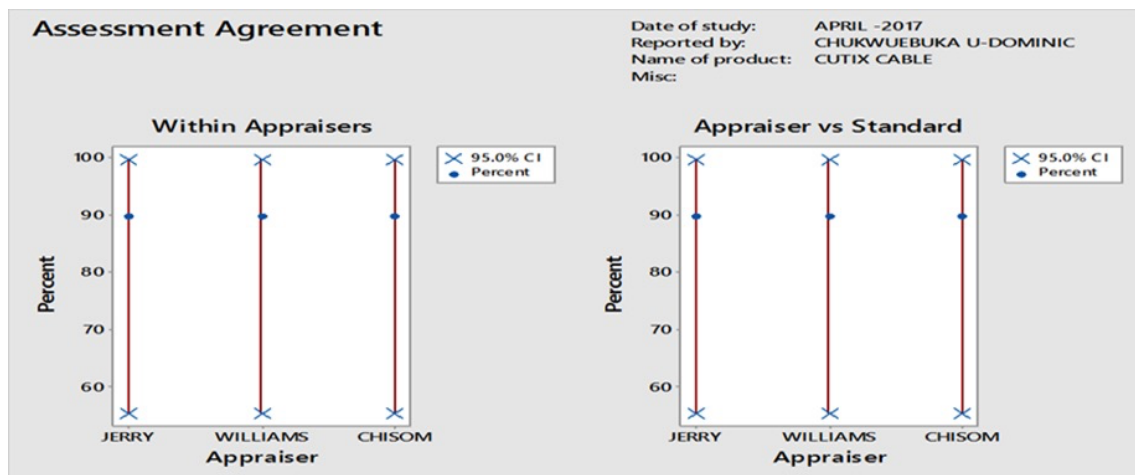 Assessment Agreement
Date of study: APRIL -2017
Reported by: CHUKWUEBUKA U-DOMINIC
Name of product: CUTIX CABLE
Misc:
Within Appraisers
100
90
80
70
60
Percent
JERRY WILLIAMS CHISOM
Appraiser
95.0% CI
Percent
Appraiser vs Standard
100
90
80
70
60
Percent
JERRY WILLIAMS CHISOM
Appraiser
95.0% CI
Percent